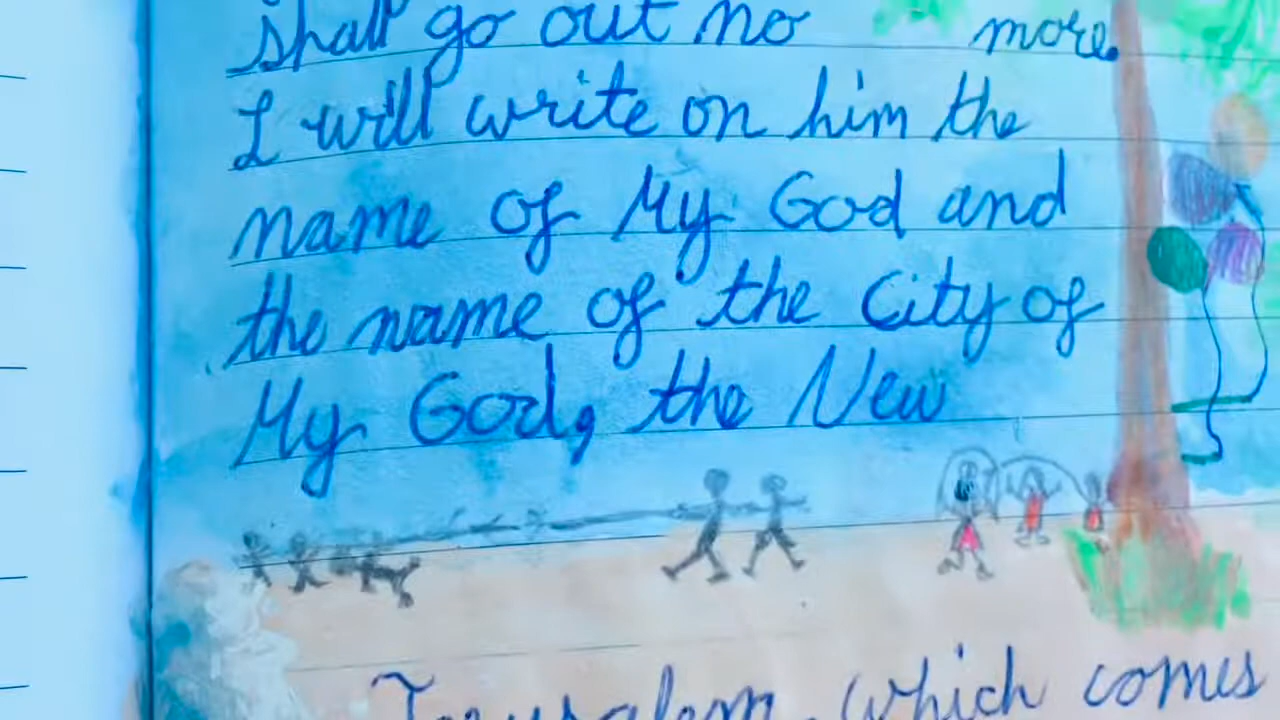 shall go out no more.
I will write on him the
name of My God and
the name of the City of
My God, the New
Jerusalem, which comes